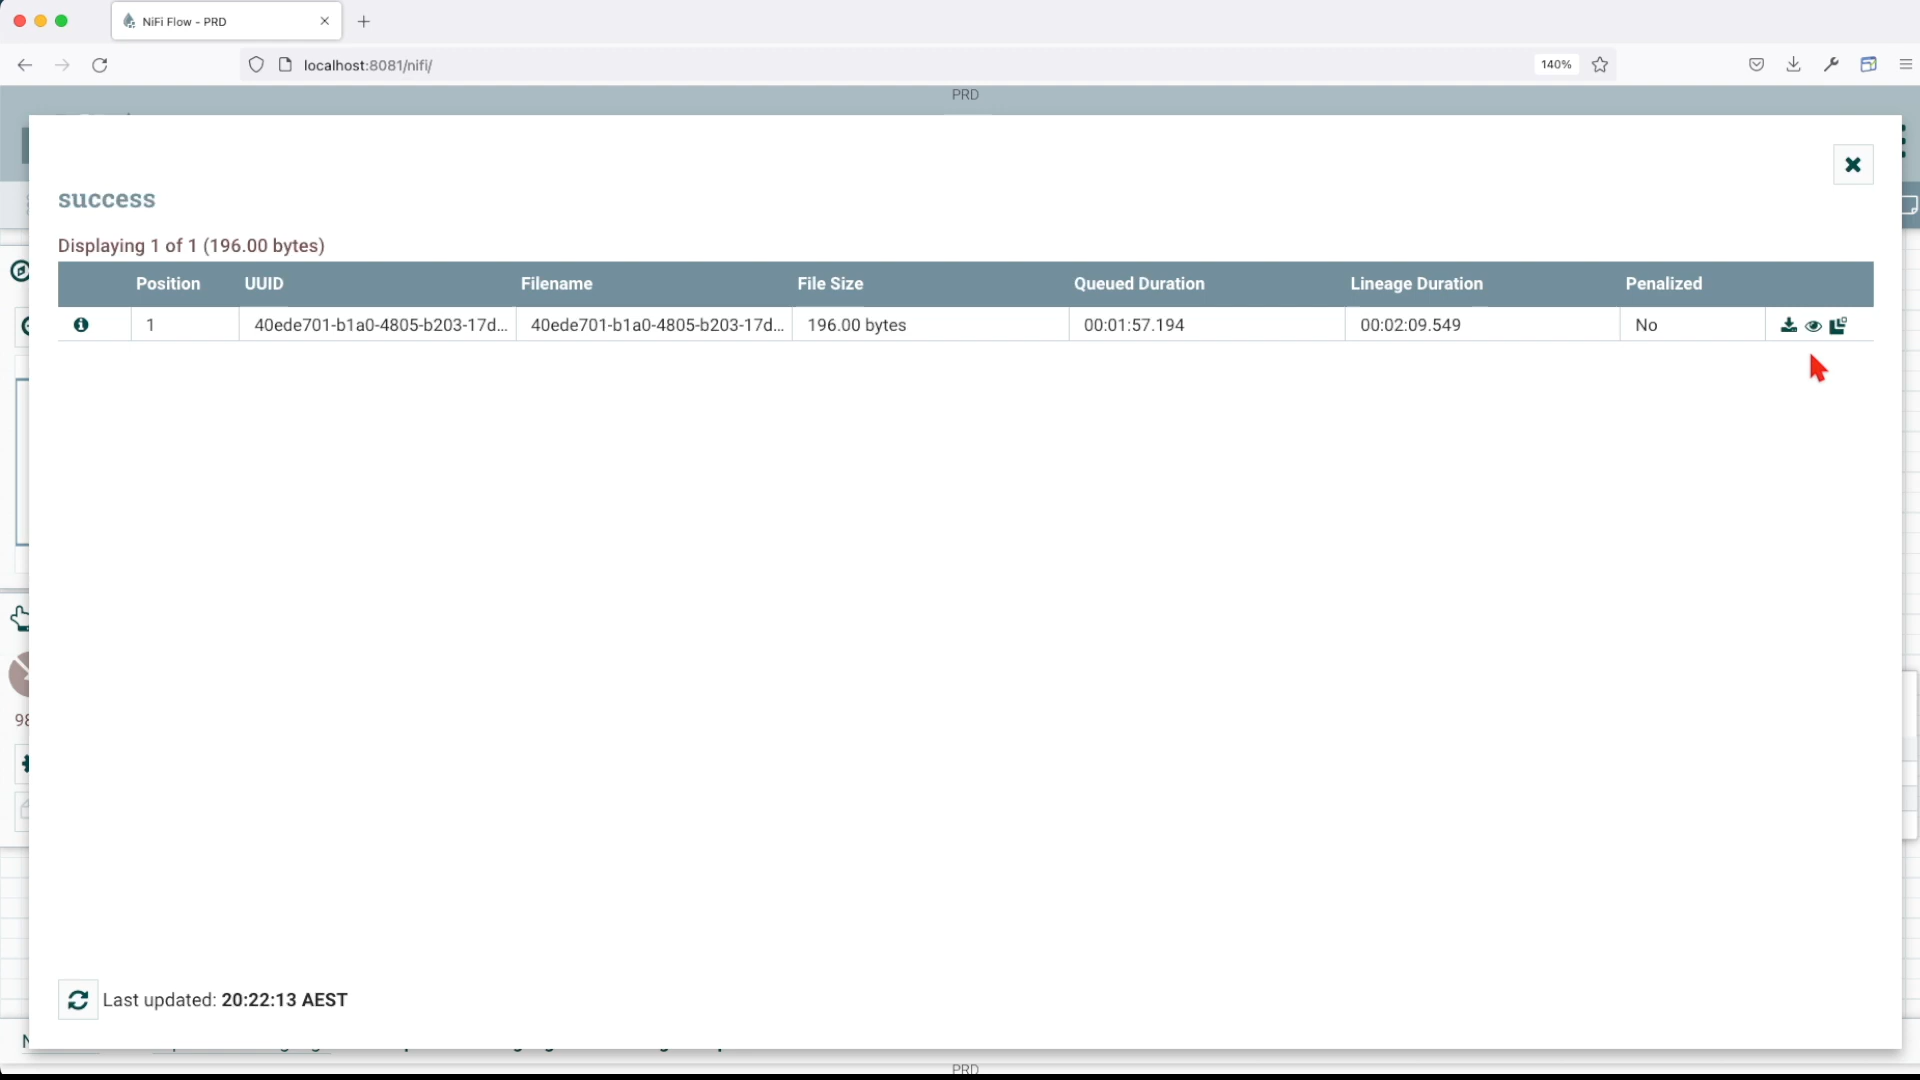 NiFi Flow - PRD
localhost:8081/nifi/
140%
PRD
success
Displaying 1 of 1 (196.00 bytes)
Position UUID Filename File Size Queued Duration Lineage Duration Penalized
1 40ede701-b1a0-4805-b203-17d... 40ede701-b1a0-4805-b203-17d... 196.00 bytes 00:01:57.194 00:02:09.549 No
98
Last updated: 20:22:13 AEST
N
PRD